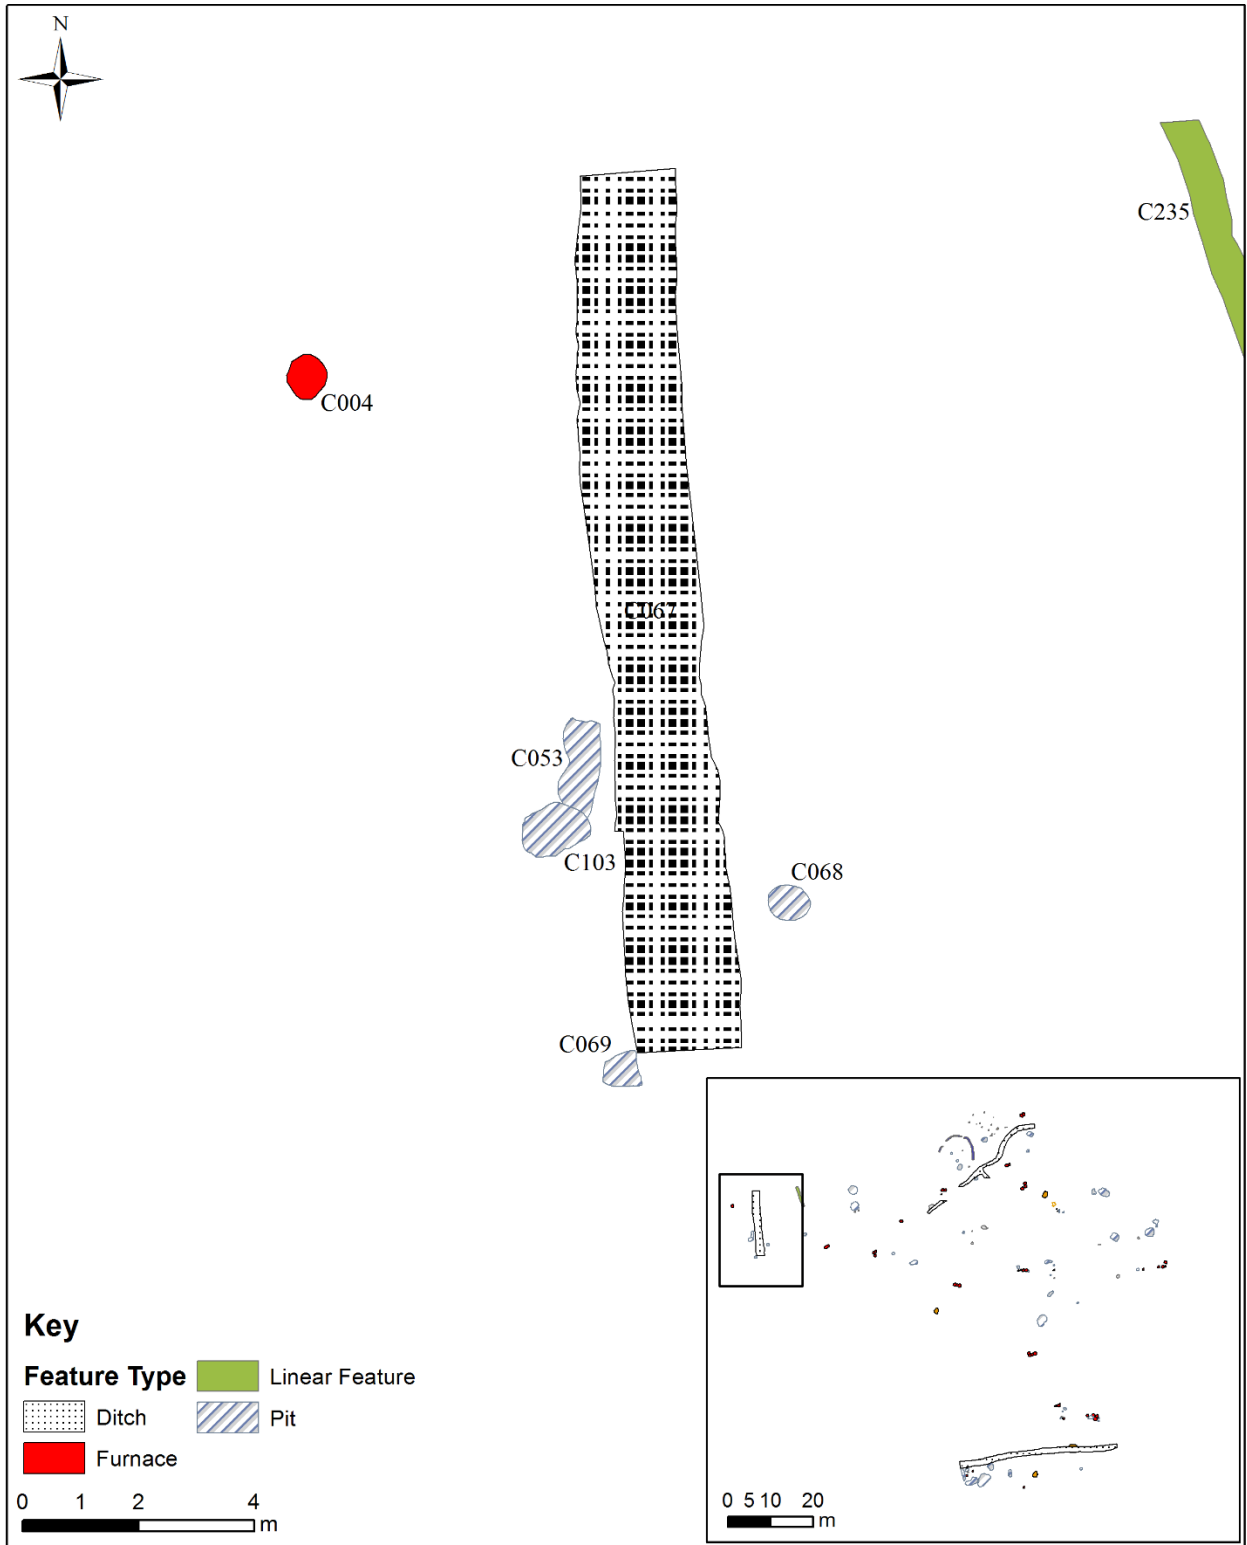 N
C235
C004
C067
C053
C103
C068
C069
Key
Feature Type
Linear Feature
Ditch
Pit
Furnace
0 1 2 4
m
0 5 10 20
m